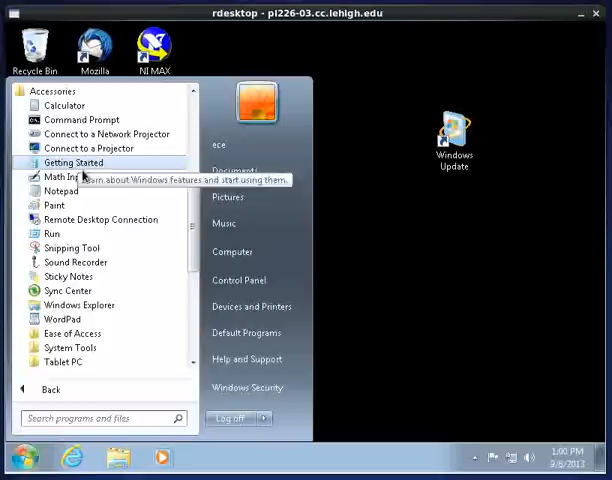 rdesktop - pl226-03.cc.lehigh.edu
Recycle Bin
Mozilla
NI MAX
Windows
Update
Accessories
Calculator
Command Prompt
Connect to a Network Projector
Connect to a Projector
Getting Started
Math Inp
earn about Windows features and start using them.
Notepad
Paint
Remote Desktop Connection
Run
Snipping Tool
Sound Recorder
Sticky Notes
Sync Center
Windows Explorer
WordPad
Ease of Access
System Tools
Tablet PC
Back
Search programs and files
ece
Documents
Pictures
Music
Computer
Control Panel
Devices and Printers
Default Programs
Help and Support
Windows Security
Log off
1:00 PM
9/6/2013